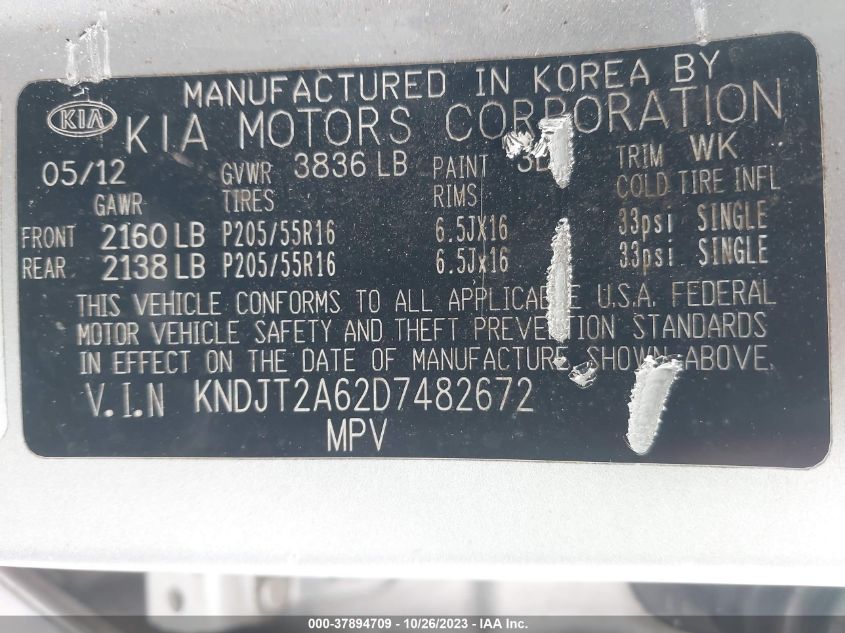 MANUFACTURED IN KOREA BY
KIA KIA MOTORS CORPORATION
05/12 GVWR 3836 LB PAINT TRIM WK
GAWR TIRES RIMS COLD TIRE INFL
FRONT 2160 LB P205/55R16 6.5JX16 33psi SINGLE
REAR 2138 LB P205/55R16 6.5Jx16 33psi SINGLE
THIS VEHICLE CONFORMS TO ALL APPLICABLE U.S.A. FEDERAL
MOTOR VEHICLE SAFETY AND THEFT PREVENTION STANDARDS
IN EFFECT ON THE DATE OF MANUFACTURE SHOWN ABOVE.
V.I.N KNDJT2A62D7482672
MPV
000-37894709 - 10/26/2023 - IAA Inc.